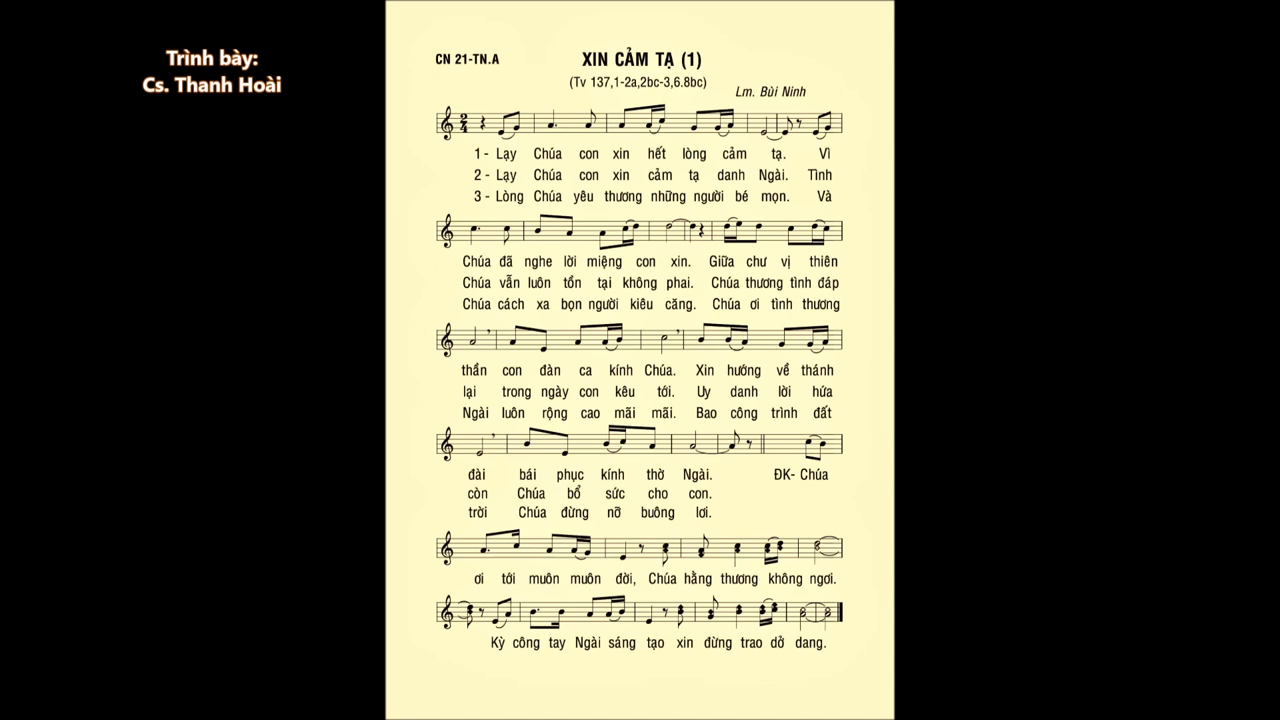 Trình bày:
Cs. Thanh Hoài
CN 21-TN.A
XIN CẢM TẠ (1)
(Tv 137,1-2a,2bc-3,6.8bc)
Lm. Bùi Ninh
1 - Lạy Chúa con xin hết lòng cảm tạ. Vì
2 - Lạy Chúa con xin cảm tạ danh Ngài. Tình
3 - Lòng Chúa yêu thương những người bé mọn. Và
Chúa đã nghe lời miệng con xin. Giữa chư vị thiên
Chúa vẫn luôn tồn tại không phai. Chúa thương tình đáp
Chúa cách xa bọn người kiêu căng. Chúa ơi tình thương
thần con đàn ca kính Chúa. Xin hướng về thánh
lại trong ngày con kêu tới. Uy danh lời hứa
Ngài luôn rộng cao mãi mãi. Bao công trình đất
đài bái phục kính thờ Ngài. ĐK- Chúa
còn Chúa bổ sức cho con.
trời Chúa đừng nỡ buông lơi.
ơi tới muôn muôn đời, Chúa hằng thương không ngơi.
Kỳ công tay Ngài sáng tạo xin đừng trao dở dang.